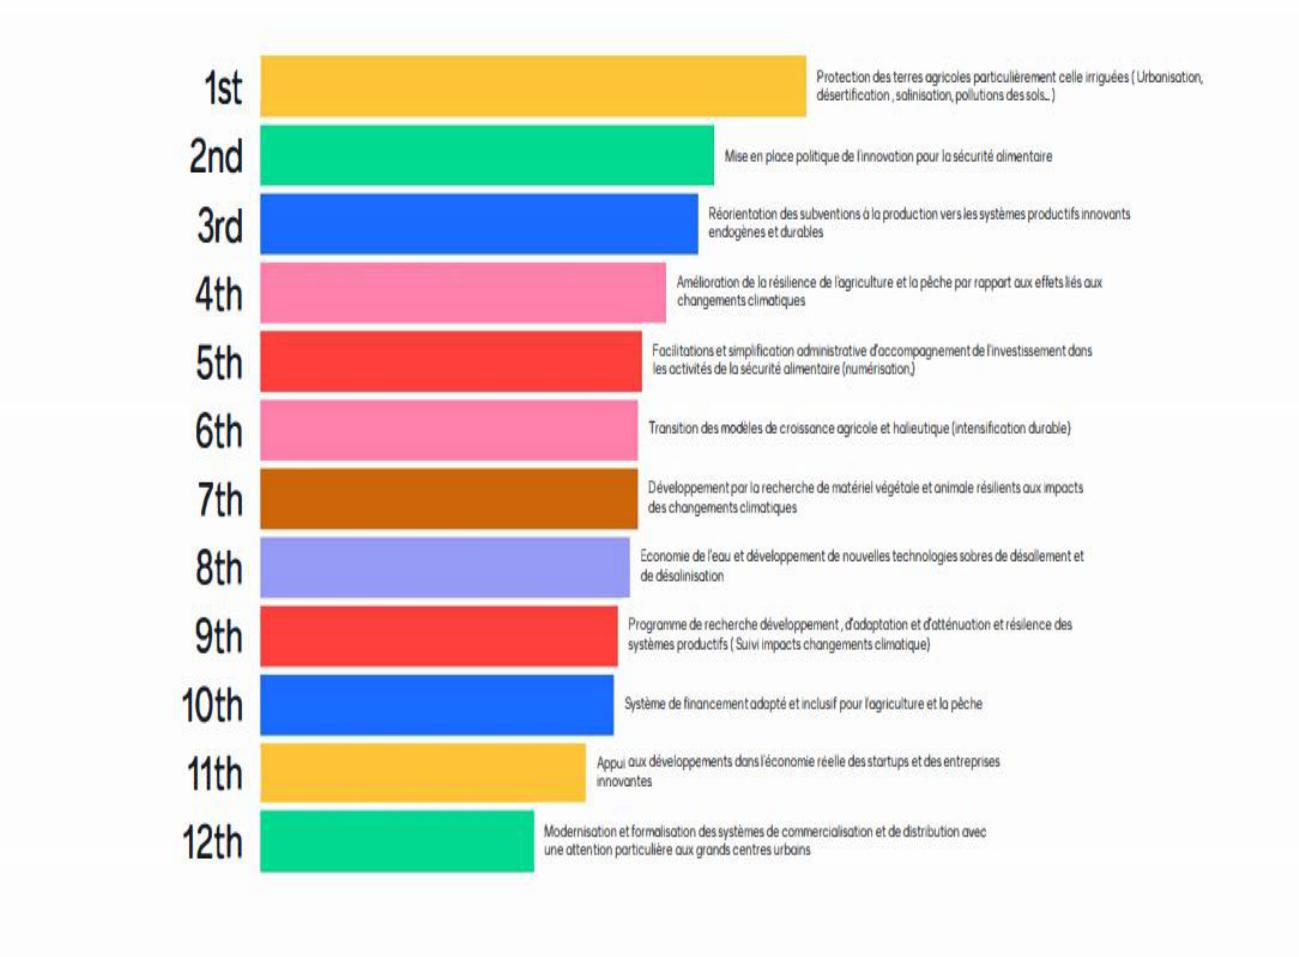 1st
Protection des terres agricoles particulièrement celle irriguées ( Urbanisation,
désertification , salinisation, pollutions des sols... )
2nd
Mise en place politique de l'innovation pour la sécurité alimentaire
3rd
Réorientation des subventions à la production vers les systèmes productifs innovants
endogènes et durables
4th
Amélioration de la résilience de l'agriculture et la pêche par rapport aux effets liés aux
changements climatiques
5th
Facilitations et simplification administrative d'accompagnement de l'investissement dans
les activités de la sécurité alimentaire (numérisation,)
6th
Transition des modèles de croissance agricole et halieutique (intensification durable)
7th
Développement par la recherche de matériel végétale et animale résilients aux impacts
des changements climatiques
8th
Economie de l'eau et développement de nouvelles technologies sobres de désallement et
de désalinisation
9th
Programme de recherche développement , d'adaptation et d'atténuation et résilence des
systèmes productifs ( Suivi impacts changements climatique)
10th
Système de financement adapté et inclusif pour l'agriculture et la pêche
11th
Appui aux développements dans l'économie réelle des startups et des entreprises
innovantes
12th
Modernisation et formalisation des systèmes de commercialisation et de distribution avec
une attention particulière aux grands centres urbains